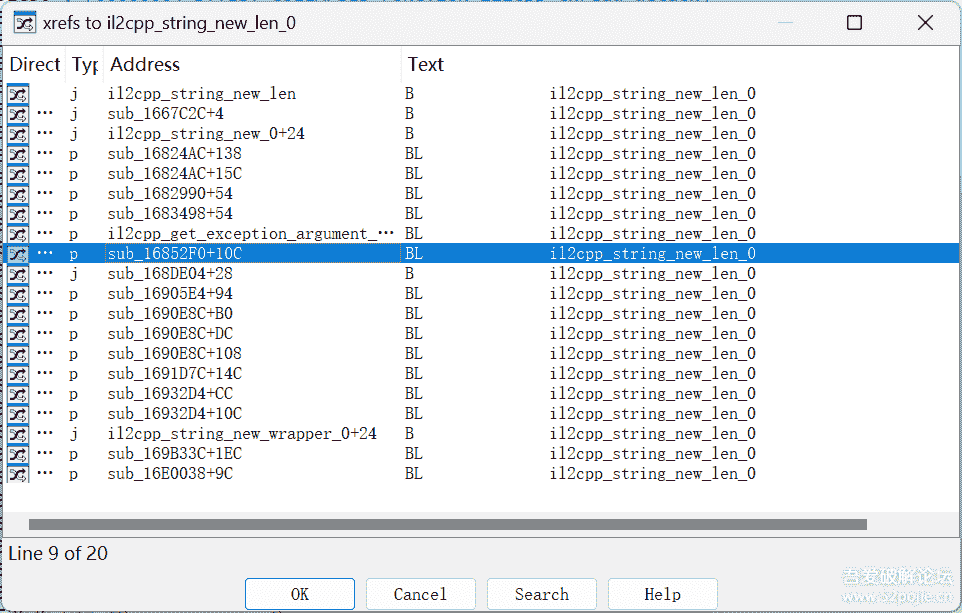 xrefs to il2cpp_string_new_len_0
Direct Typ Address Text
j il2cpp_string_new_len B il2cpp_string_new_len_0
... j sub_1667C2C+4 B il2cpp_string_new_len_0
... j il2cpp_string_new_0+24 B il2cpp_string_new_len_0
... p sub_16824AC+138 BL il2cpp_string_new_len_0
... p sub_16824AC+15C BL il2cpp_string_new_len_0
... p sub_1682990+54 BL il2cpp_string_new_len_0
... p sub_1683498+54 BL il2cpp_string_new_len_0
... p il2cpp_get_exception_argument_... BL il2cpp_string_new_len_0
... p sub_16852F0+10C BL il2cpp_string_new_len_0
... j sub_168DE04+28 B il2cpp_string_new_len_0
... p sub_16905E4+94 BL il2cpp_string_new_len_0
... p sub_1690E8C+B0 BL il2cpp_string_new_len_0
... p sub_1690E8C+DC BL il2cpp_string_new_len_0
... p sub_1690E8C+108 BL il2cpp_string_new_len_0
... p sub_1691D7C+14C BL il2cpp_string_new_len_0
... p sub_16932D4+CC BL il2cpp_string_new_len_0
... p sub_16932D4+10C BL il2cpp_string_new_len_0
... j il2cpp_string_new_wrapper_0+24 B il2cpp_string_new_len_0
... p sub_169B33C+1EC BL il2cpp_string_new_len_0
... p sub_16E0038+9C BL il2cpp_string_new_len_0
Line 9 of 20
OK Cancel Search Help
吾爱破解论坛
www.52pojie.cn